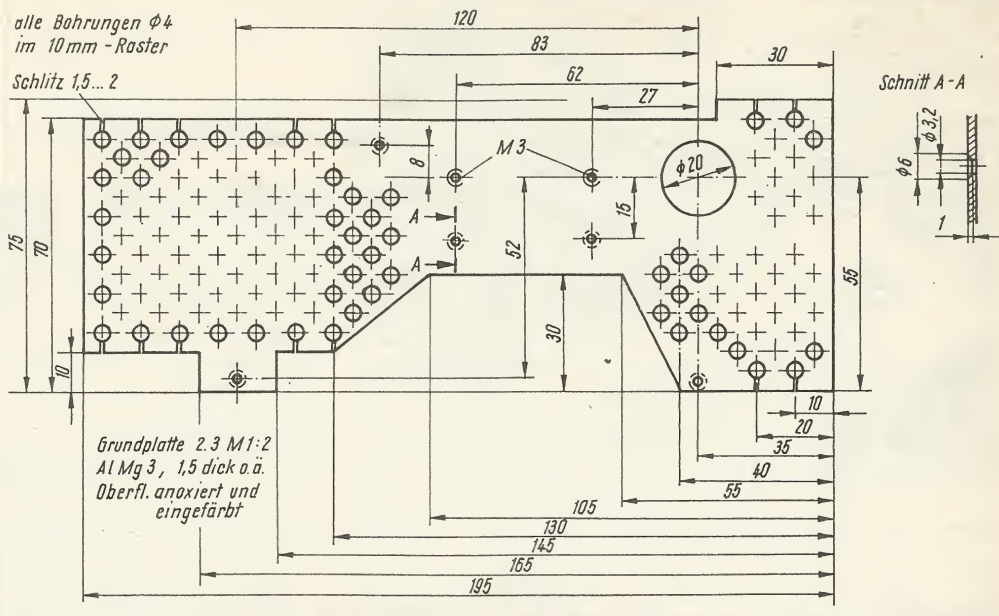 alle Bohrungen φ4
im 10mm - Raster
Schlitz 1,5... 2
120
83
62
27
30
Schnitt A-A
φ 3,2
φ6
1
M3
φ20
8
A
A
15
52
55
75
70
10
30
10
20
35
40
55
105
130
145
165
195
Grundplatte 2.3 M1:2
Al Mg 3 , 1,5 dick o.ä.
Oberfl. anoxiert und
eingefärbt